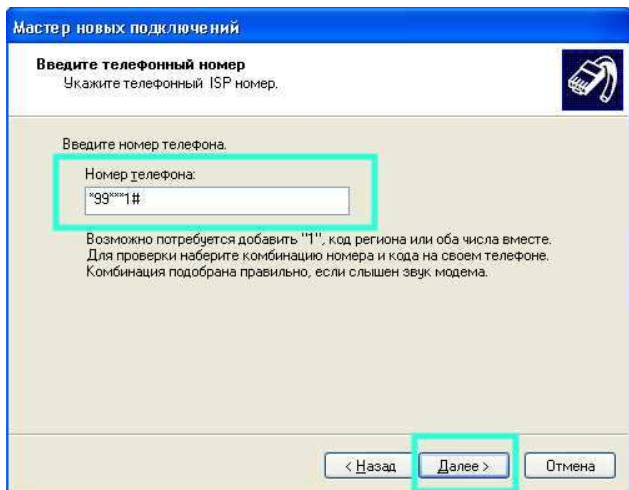 Мастер новых подключений
Введите телефонный номер
Укажите телефонный ISP номер.
Введите номер телефона.
Номер телефона:
*99***1#
Возможно потребуется добавить "1", код региона или оба числа вместе.
Для проверки наберите комбинацию номера и кода на своем телефоне.
Комбинация подобрана правильно, если слышен звук модема.
< Назад
Далее >
Отмена